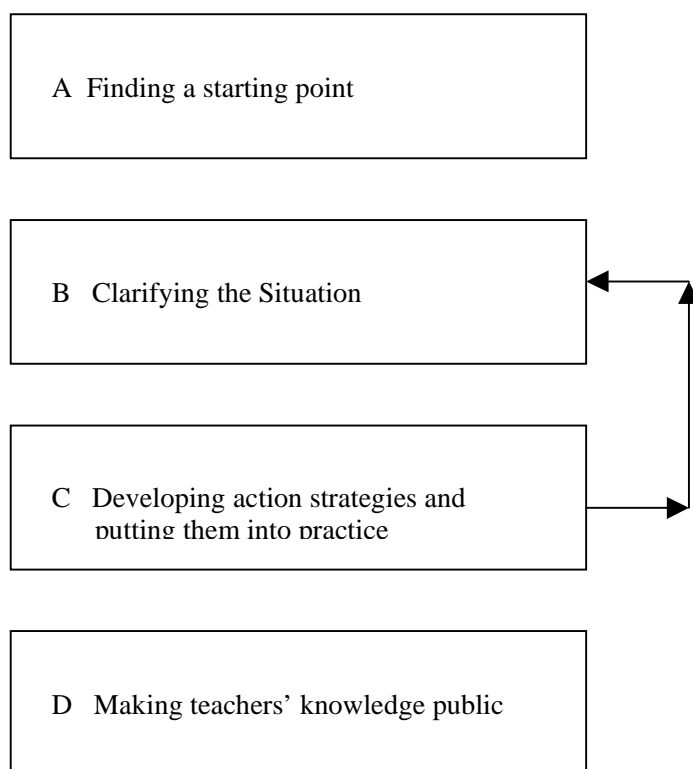 A Finding a starting point
B Clarifying the Situation
C Developing action strategies and
putting them into practice
D Making teachers’ knowledge public